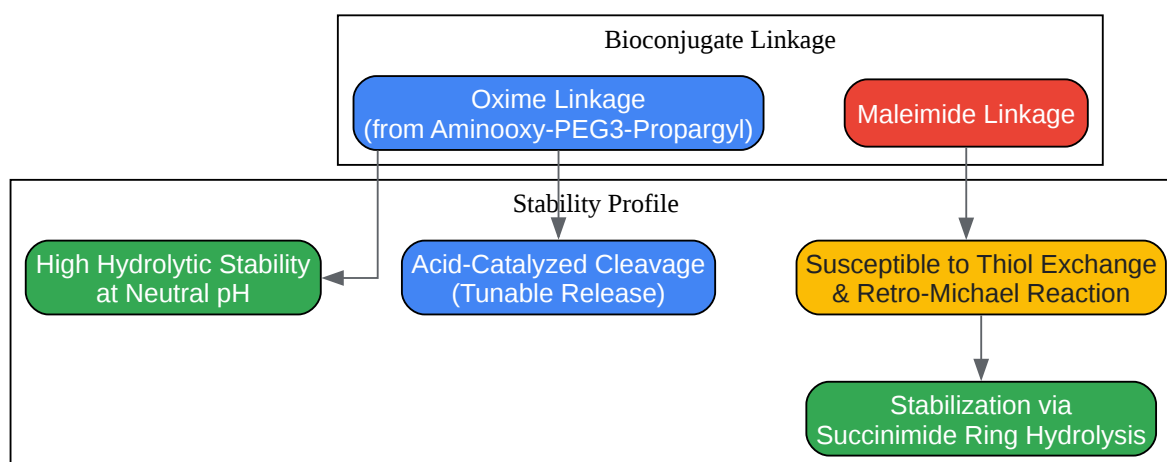 Bioconjugate Linkage
Oxime Linkage
(from Aminooxy-PEG3-Propargyl)
Maleimide Linkage
Stability Profile
High Hydrolytic Stability
at Neutral pH
Acid-Catalyzed Cleavage
(Tunable Release)
Susceptible to Thiol Exchange
& Retro-Michael Reaction
Stabilization via
Succinimide Ring Hydrolysis